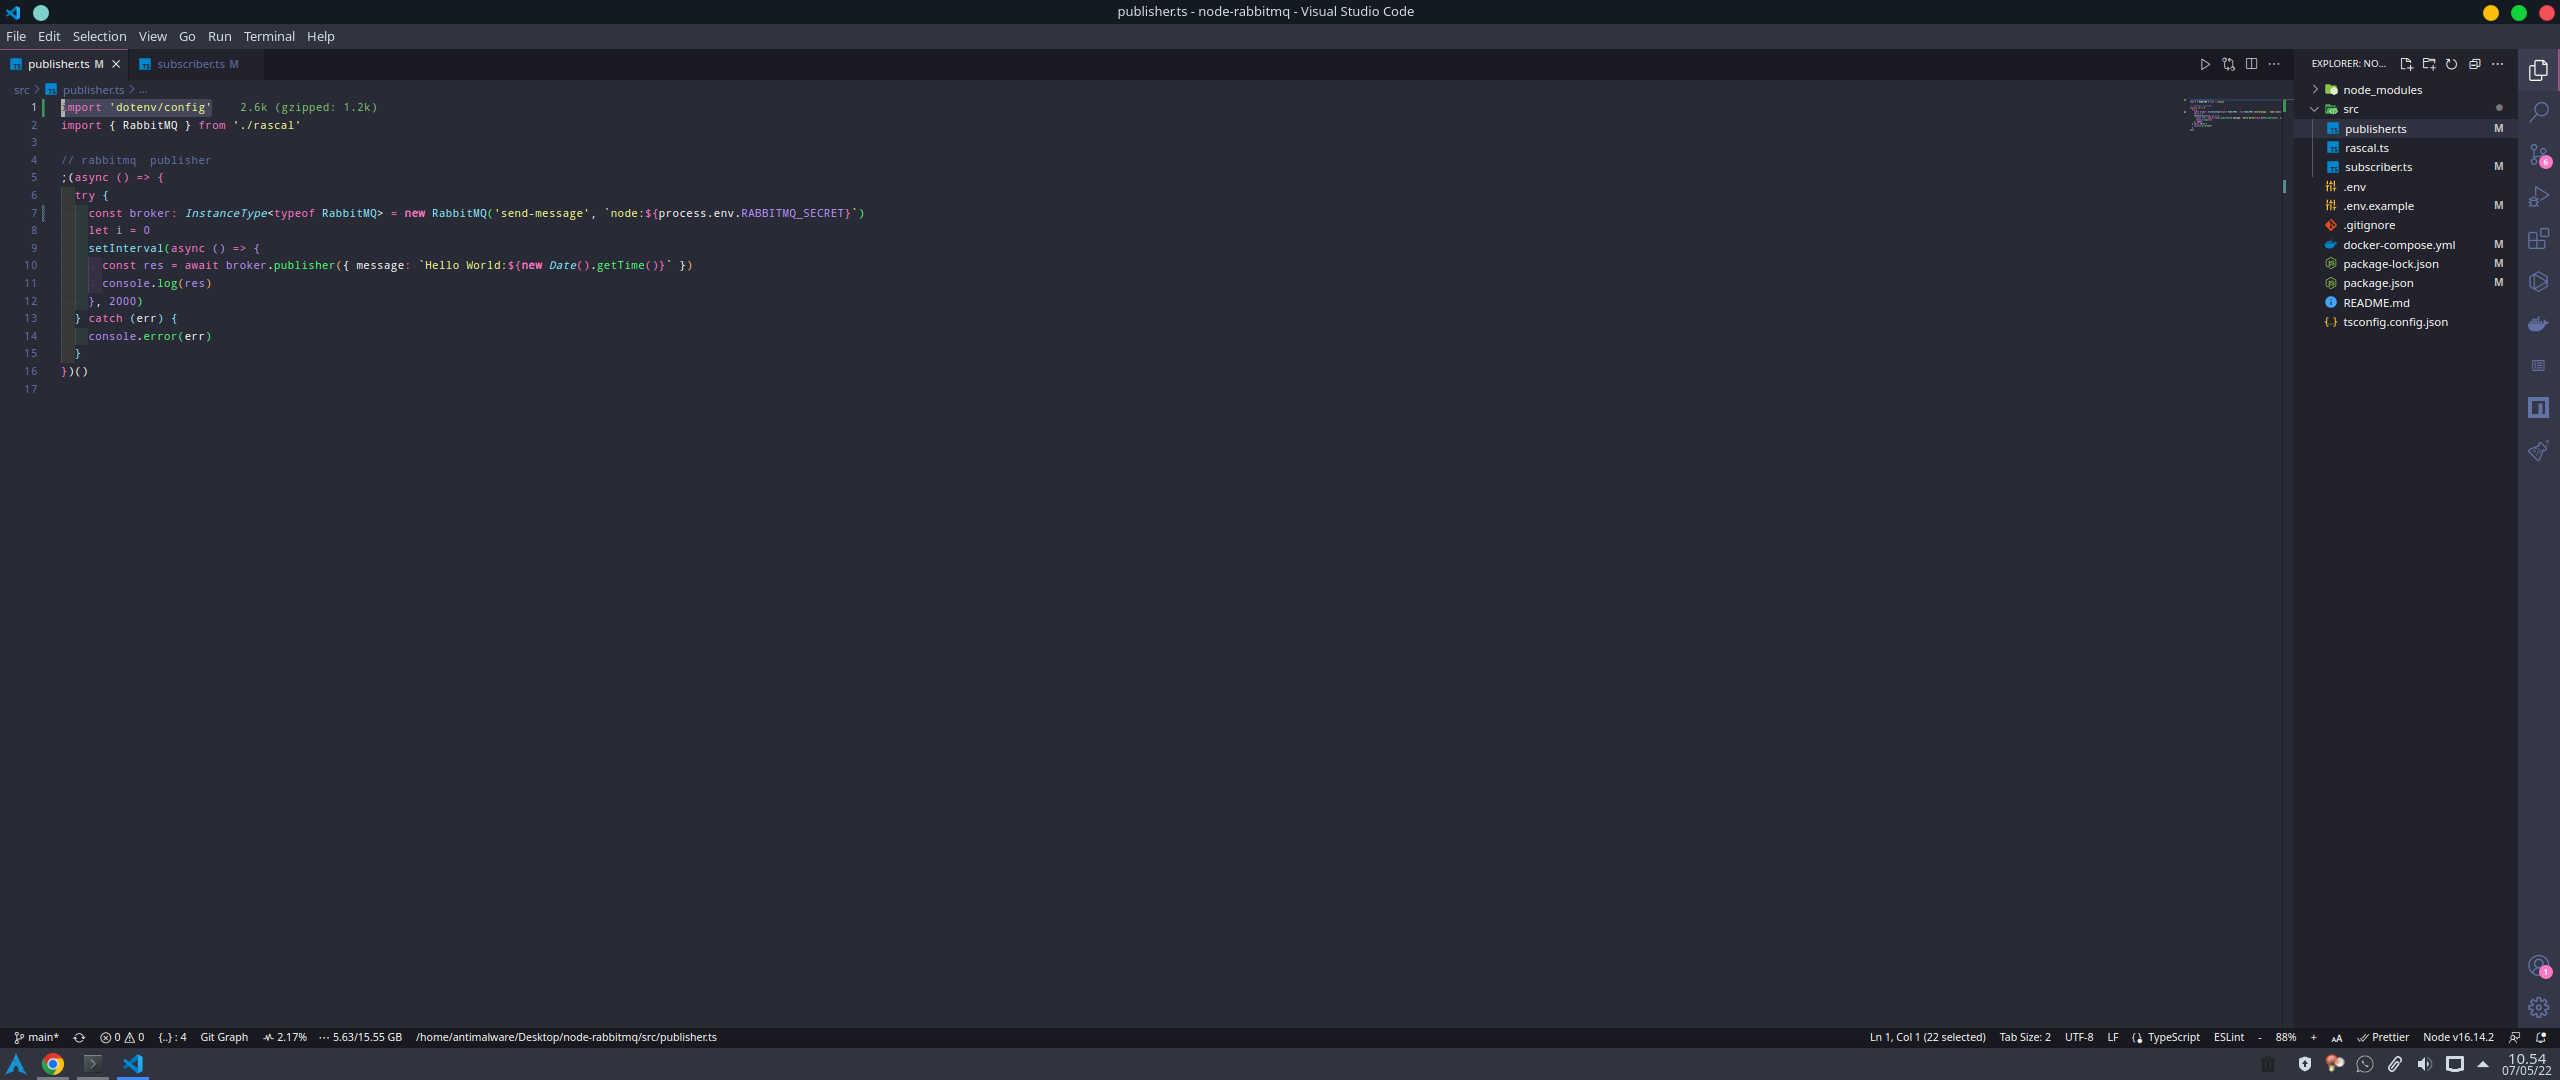 publisher.ts - node-rabbitmq - Visual Studio Code
File Edit Selection View Go Run Terminal Help
publisher.ts M
subscriber.ts M
src > publisher.ts > ...
1 import 'dotenv/config' 2.6k (gzipped: 1.2k)
2 import { RabbitMQ } from './rascal'
3
4 // rabbitmq publisher
5 ;(async () => {
6 try {
7 const broker: InstanceType<typeof RabbitMQ> = new RabbitMQ('send-message', `node:${process.env.RABBITMQ_SECRET}`)
8 let i = 0
9 setInterval(async () => {
10 const res = await broker.publisher({ message: `Hello World:${new Date().getTime()}` })
11 console.log(res)
12 }, 2000)
13 } catch (err) {
14 console.error(err)
15 }
16 })()
17
EXPLORER: NO...
node_modules
src
publisher.ts M
rascal.ts
subscriber.ts M
.env
.env.example M
.gitignore
docker-compose.yml M
package-lock.json M
package.json M
README.md
tsconfig.config.json
6
1
main* 0 0 {..} : 4 Git Graph 2.17% 5.63/15.55 GB /home/antimalware/Desktop/node-rabbitmq/src/publisher.ts
Ln 1, Col 1 (22 selected) Tab Size: 2 UTF-8 LF TypeScript ESLint - 88% + AA Prettier Node v16.14.2
10.54
07/05/22